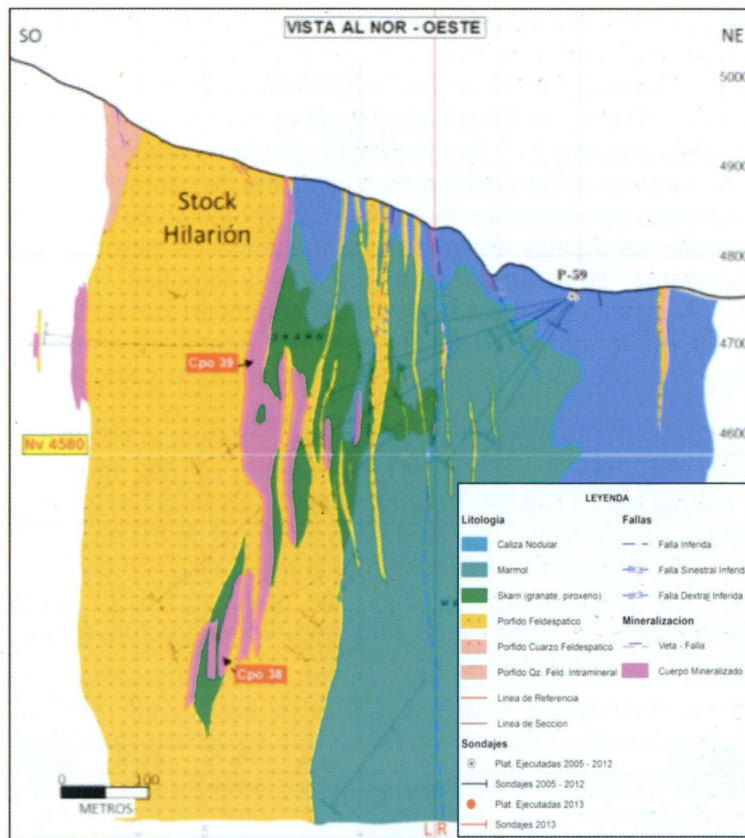 VISTA AL NOR - OESTE
SO
NE
5000
4900
Stock
Hilarión
4800
P-59
4700
Cpo 39
4600
Nv 4580
Cpo 38
0 100
METROS
L R
LEYENDA
Litologia
Caliza Nodular
Marmol
Skarn (granate, piroxeno)
Porfido Feldespatico
Porfido Cuarzo Feldespatico
Porfido Qz. Feld. Intramineral
Linea de Referencia
Linea de Seccion
Sondajes
Plat. Ejecutadas 2005 - 2012
Sondajes 2005 - 2012
Plat. Ejecutadas 2013
Sondajes 2013
Fallas
Falla Inferida
Falla Sinestral Inferida
Falla Dextral Inferida
Mineralizacion
Veta - Falla
Cuerpo Mineralizado